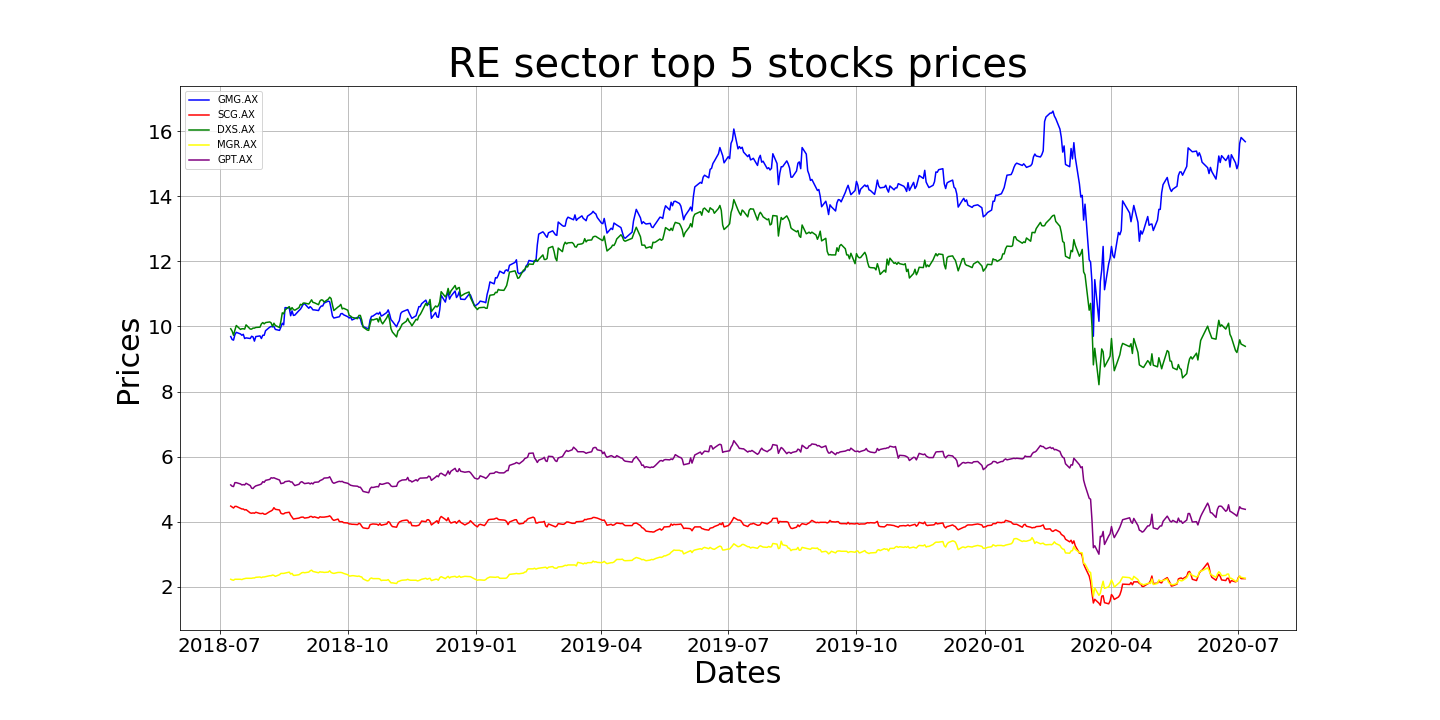 RE sector top 5 stocks prices
GMG.AX
SCG.AX
DXS.AX
MGR.AX
GPT.AX
Prices
16
14
12
10
8
6
4
2
2018-07 2018-10 2019-01 2019-04 2019-07 2019-10 2020-01 2020-04 2020-07
Dates